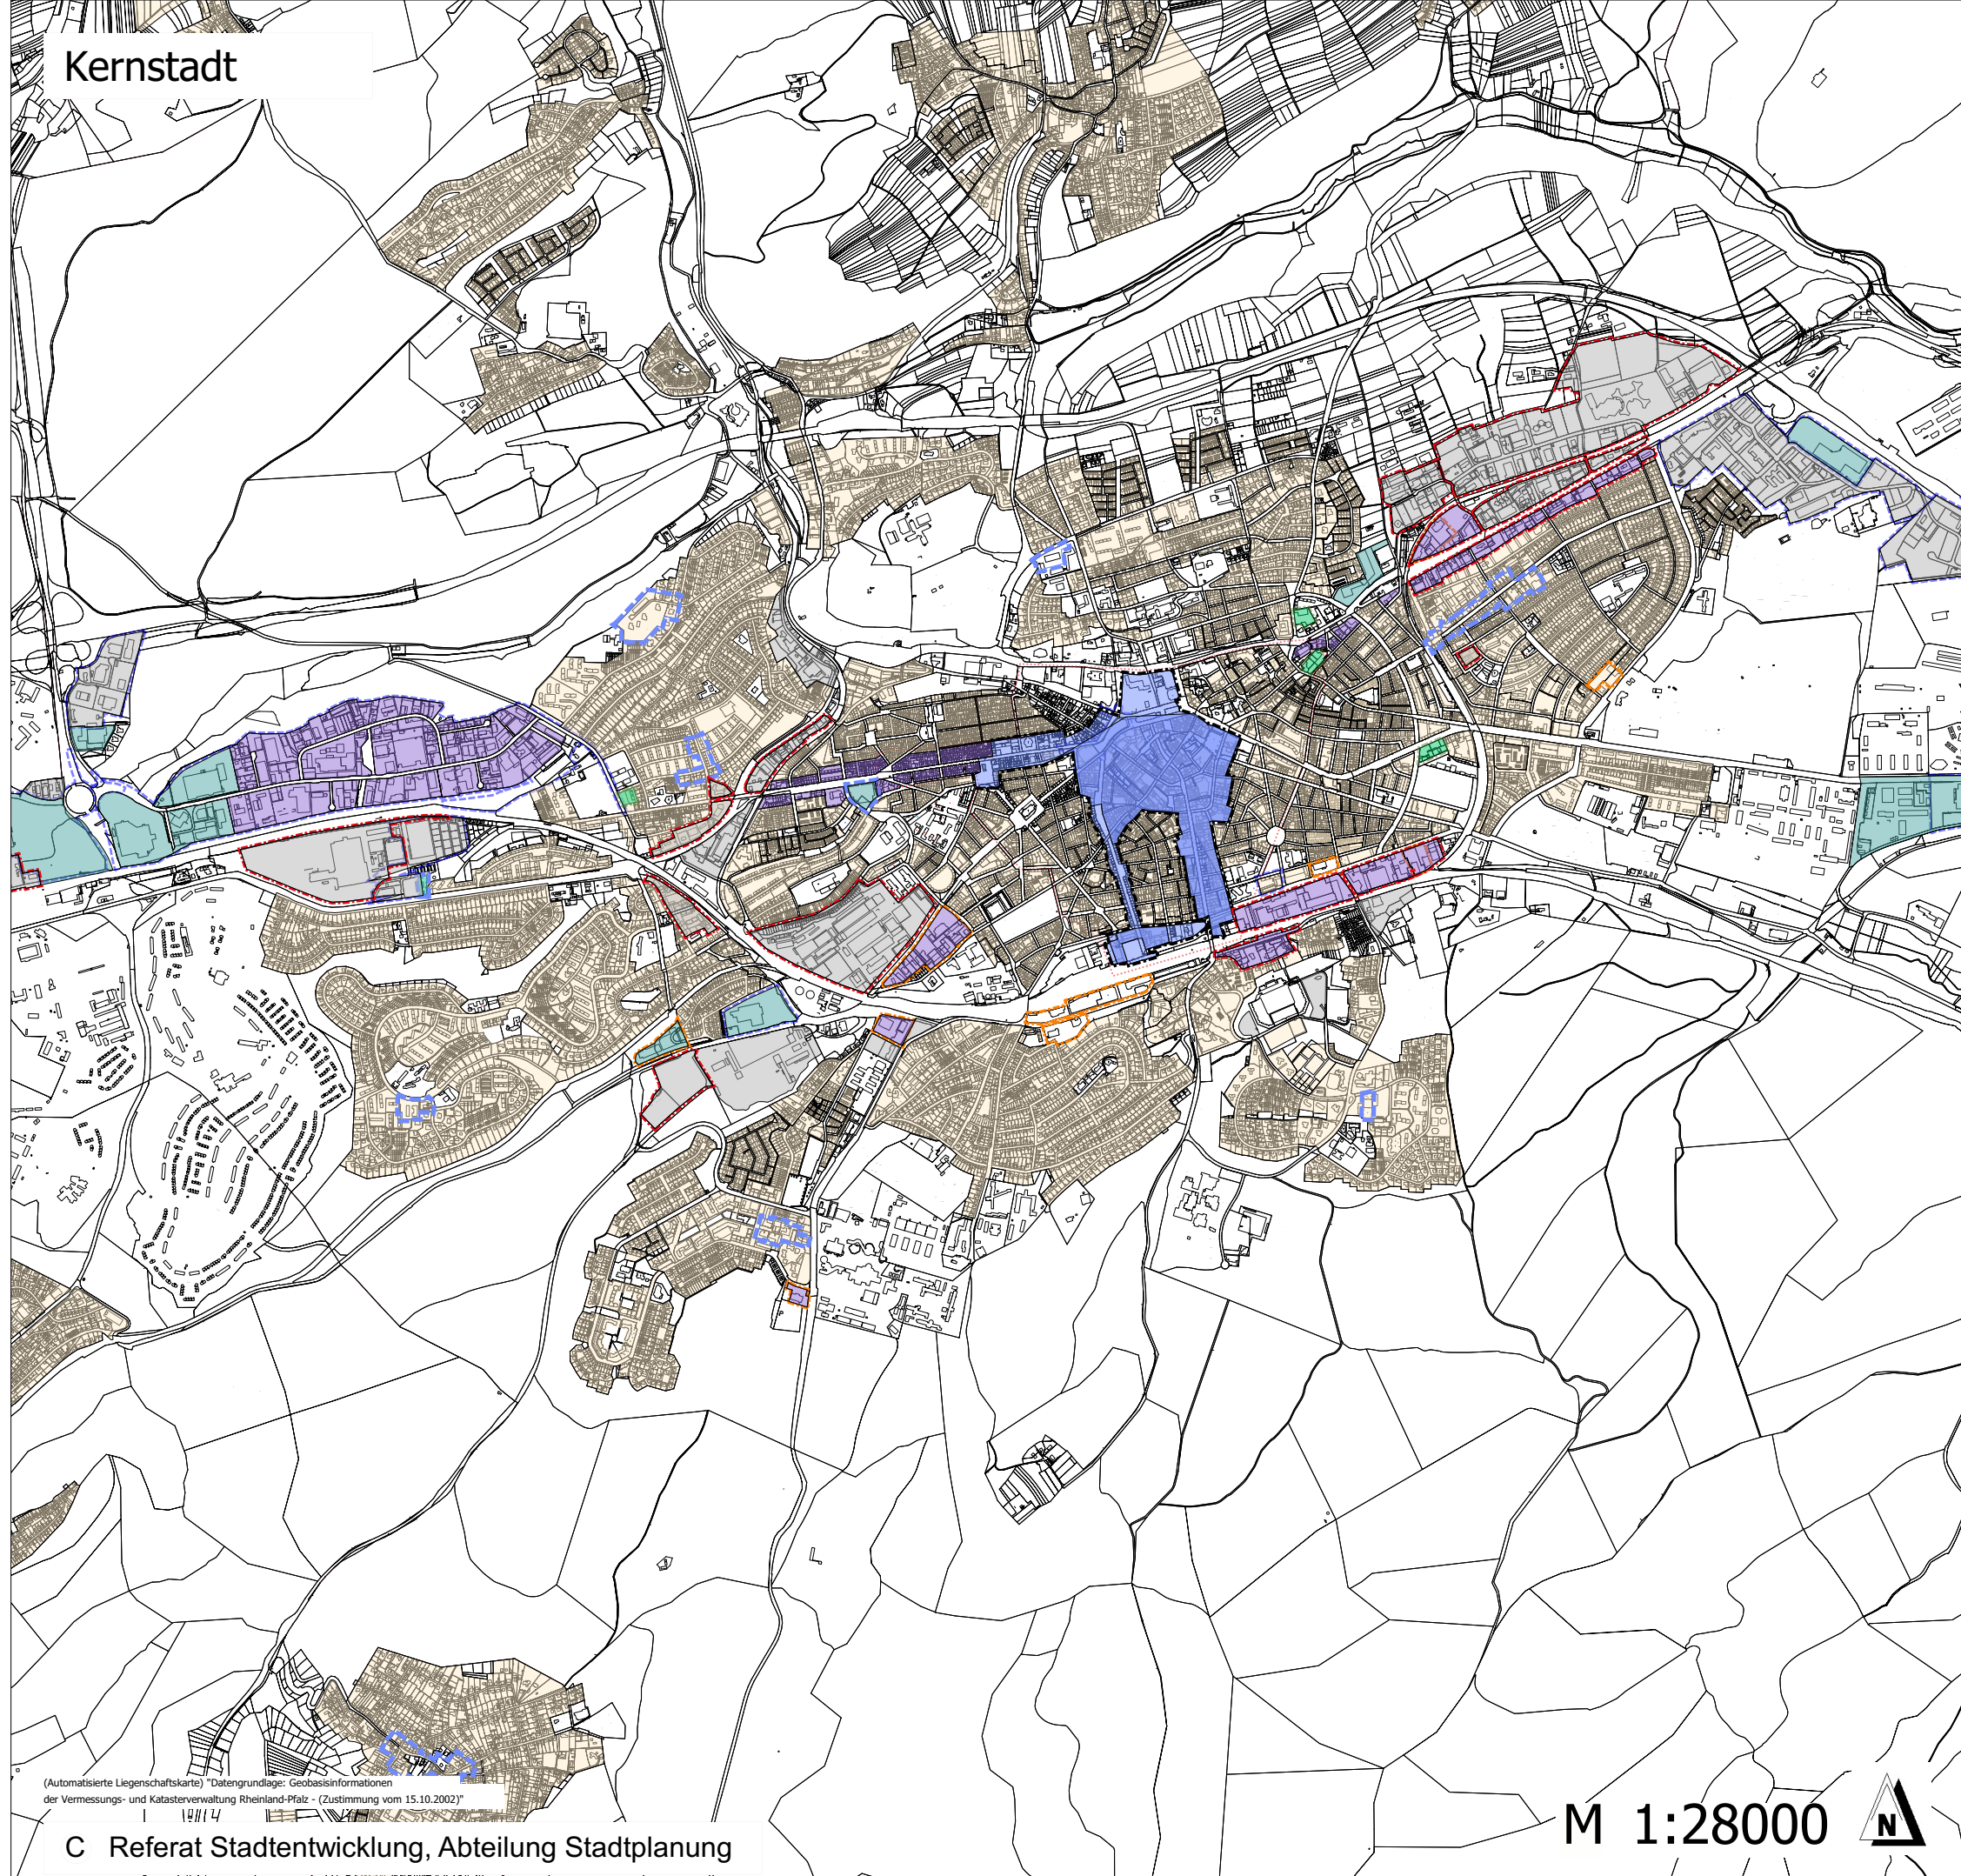 Kernstadt
(Automatisierte Liegenschaftskarte) "Datengrundlage: Geobasisinformationen
der Vermessungs- und Katasterverwaltung Rheinland-Pfalz - (Zustimmung vom 15.10.2002)"
C Referat Stadtentwicklung, Abteilung Stadtplanung
M 1:28000
N